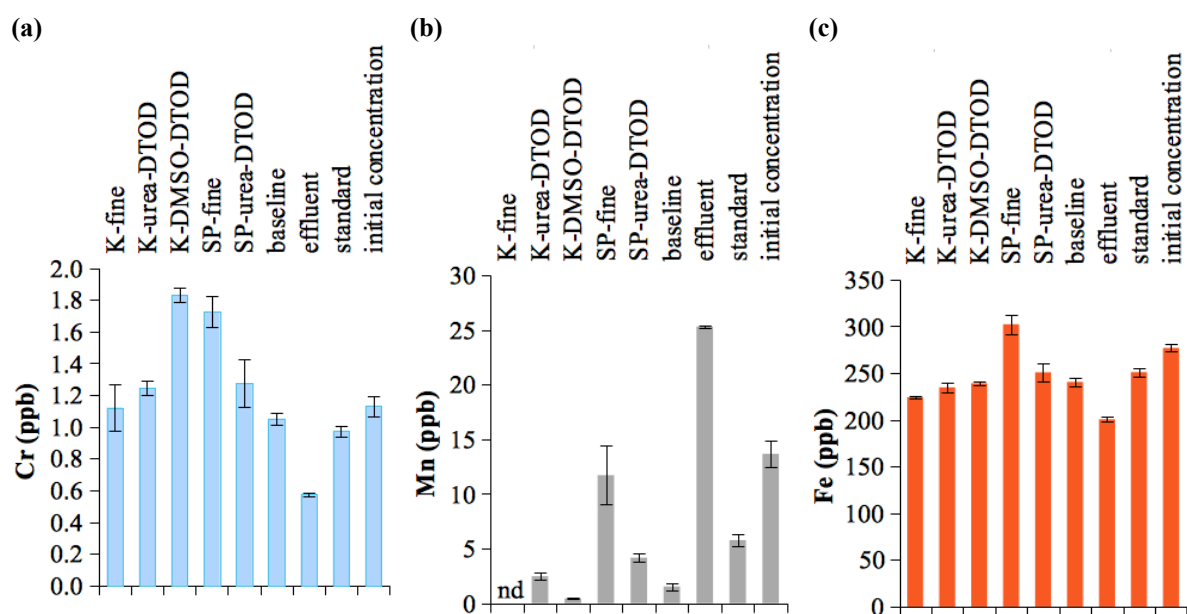 (a)
K-fine
K-urea-DTOD
K-DMSO-DTOD
SP-fine
SP-urea-DTOD
baseline
effluent
standard
initial concentration
2.0
1.8
1.6
1.4
1.2
1.0
0.8
0.6
0.4
0.2
0.0
Cr (ppb)
(b)
K-fine
K-urea-DTOD
K-DMSO-DTOD
SP-fine
SP-urea-DTOD
baseline
effluent
standard
initial concentration
30
25
20
15
10
5
0
Mn (ppb)
nd
(c)
K-fine
K-urea-DTOD
K-DMSO-DTOD
SP-fine
SP-urea-DTOD
baseline
effluent
standard
initial concentration
350
300
250
200
150
100
50
0
Fe (ppb)